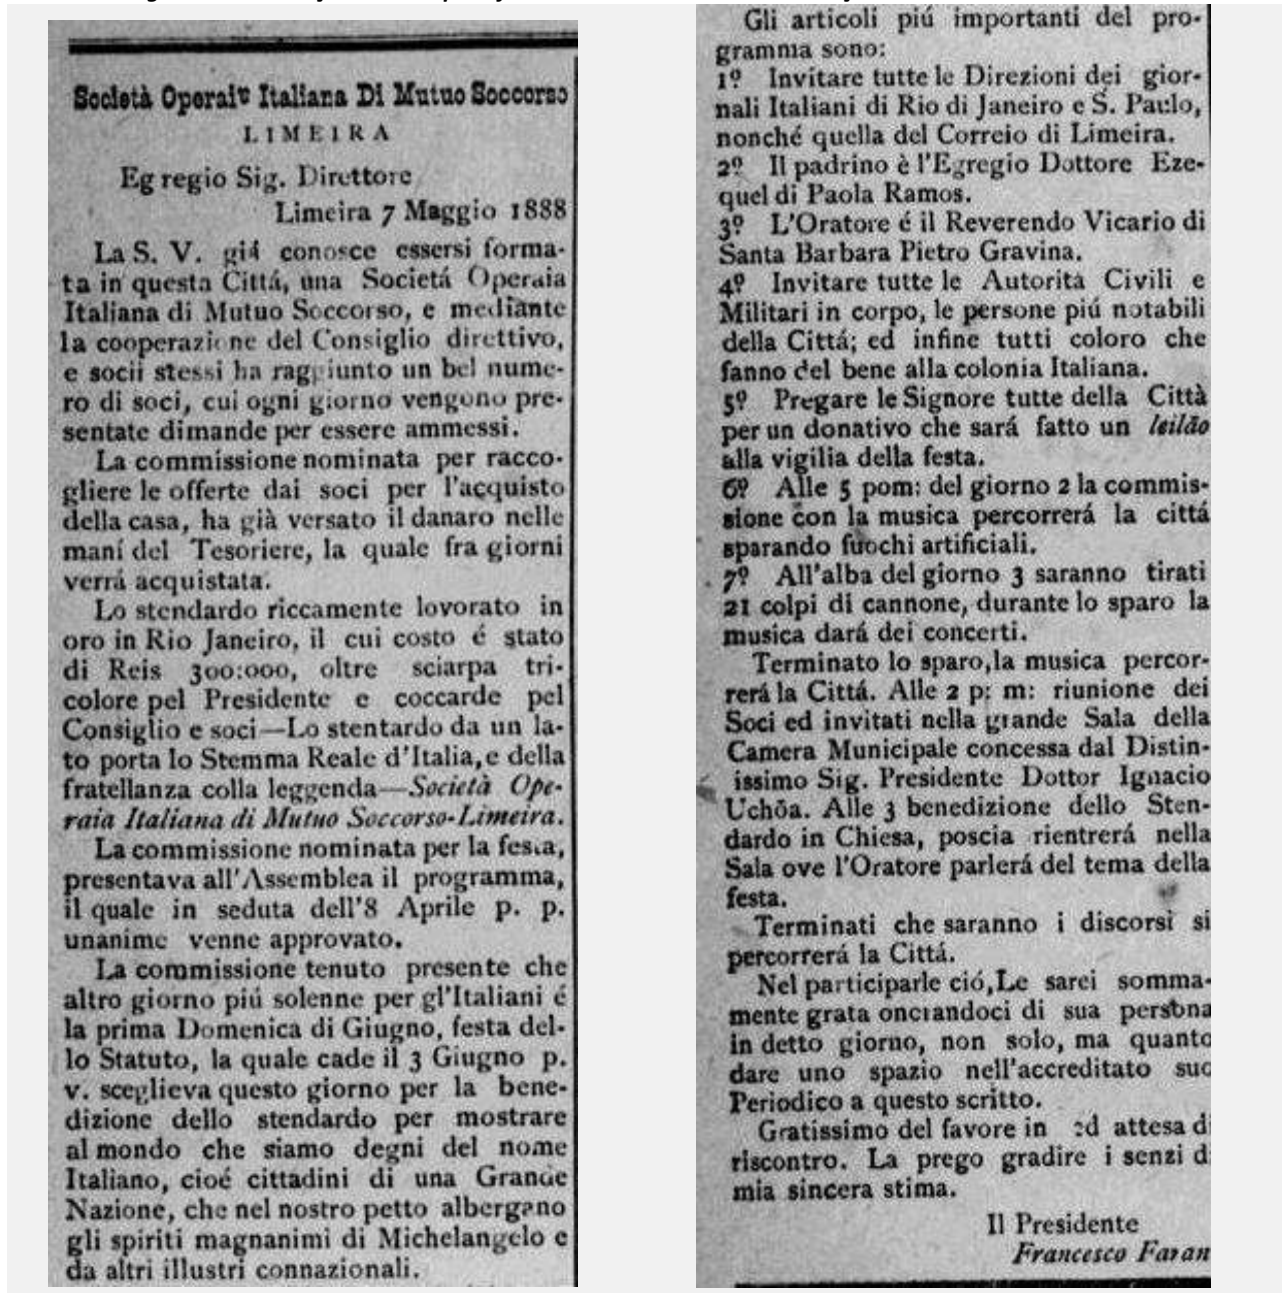 Società Operaia Italiana Di Mutuo Soccorso
LIMEIRA
Egregio Sig. Direttore
Limeira 7 Maggio 1888
La S. V. giá conosce essersi forma-
ta in questa Cittá, una Societá Operaia
Italiana di Mutuo Soccorso, e mediante
la cooperazione del Consiglio direttivo,
e socii stessi ha raggiunto un bel nume-
ro di soci, cui ogni giorno vengono pre-
sentate dimande per essere ammessi.
La commissione nominata per racco-
gliere le offerte dai soci per l'acquisto
della casa, ha già versato il danaro nelle
maní del Tesoriere, la quale fra giorni
verrá acquistata.
Lo stendardo riccamente lovorato in
oro in Rio Janeiro, il cui costo é stato
di Reis 300:000, oltre sciarpa tri-
colore pel Presidente e coccarde pel
Consiglio e soci—Lo stentardo da un la-
to porta lo Stemma Reale d'Italia, e della
fratellanza colla leggenda—Società Ope-
raia Italiana di Mutuo Soccorso-Limeira.
La commissione nominata per la festa,
presentava all'Assemblea il programma,
il quale in seduta dell'8 Aprile p. p.
unanime venne approvato.
La commissione tenuto presente che
altro giorno piú solenne per gl'Italiani é
la prima Domenica di Giugno, festa del-
lo Statuto, la quale cade il 3 Giugno p.
v. sceglieva questo giorno per la bene-
dizione dello stendardo per mostrare
al mondo che siamo degni del nome
Italiano, cioé cittadini di una Grande
Nazione, che nel nostro petto albergano
gli spiriti magnanimi di Michelangelo e
da altri illustri connazionali.
Gli articoli piú importanti del pro-
gramma sono:
1º Invitare tutte le Direzioni dei gior-
nali Italiani di Rio di Janeiro e S. Paulo,
nonché quella del Correio di Limeira.
2º Il padrino è l'Egregio Dottore Eze-
quel di Paola Ramos.
3º L'Oratore é il Reverendo Vicario di
Santa Barbara Pietro Gravina.
4º Invitare tutte le Autorità Civili e
Militari in corpo, le persone piú notabili
della Cittá; ed infine tutti coloro che
fanno del bene alla colonia Italiana.
5º Pregare le Signore tutte della Città
per un donativo che sará fatto un leilão
alla vigilia della festa.
6º Alle 5 pom: del giorno 2 la commis-
sione con la musica percorrerá la cittá
sparando fuochi artificiali.
7º All'alba del giorno 3 saranno tirati
21 colpi di cannone, durante lo sparo la
musica dará dei concerti.
Terminato lo sparo, la musica percor-
rerá la Cittá. Alle 2 p: m: riunione dei
Soci ed invitati nella grande Sala della
Camera Municipale concessa dal Distin-
issimo Sig. Presidente Dottor Ignacio
Uchõa. Alle 3 benedizione dello Sten-
dardo in Chiesa, poscia rientrerá nella
Sala ove l'Oratore parlerá del tema della
festa.
Terminati che saranno i discorsi si
percorrerá la Cittá.
Nel participarle ció, Le sarei somma-
mente grata onorandoci di sua persona
in detto giorno, non solo, ma quanto
dare uno spazio nell'accreditato suo
Periodico a questo scritto.
Gratissimo del favore in ed attesa di
riscontro. La prego gradire i senzi di
mia sincera stima.
Il Presidente
Francesco